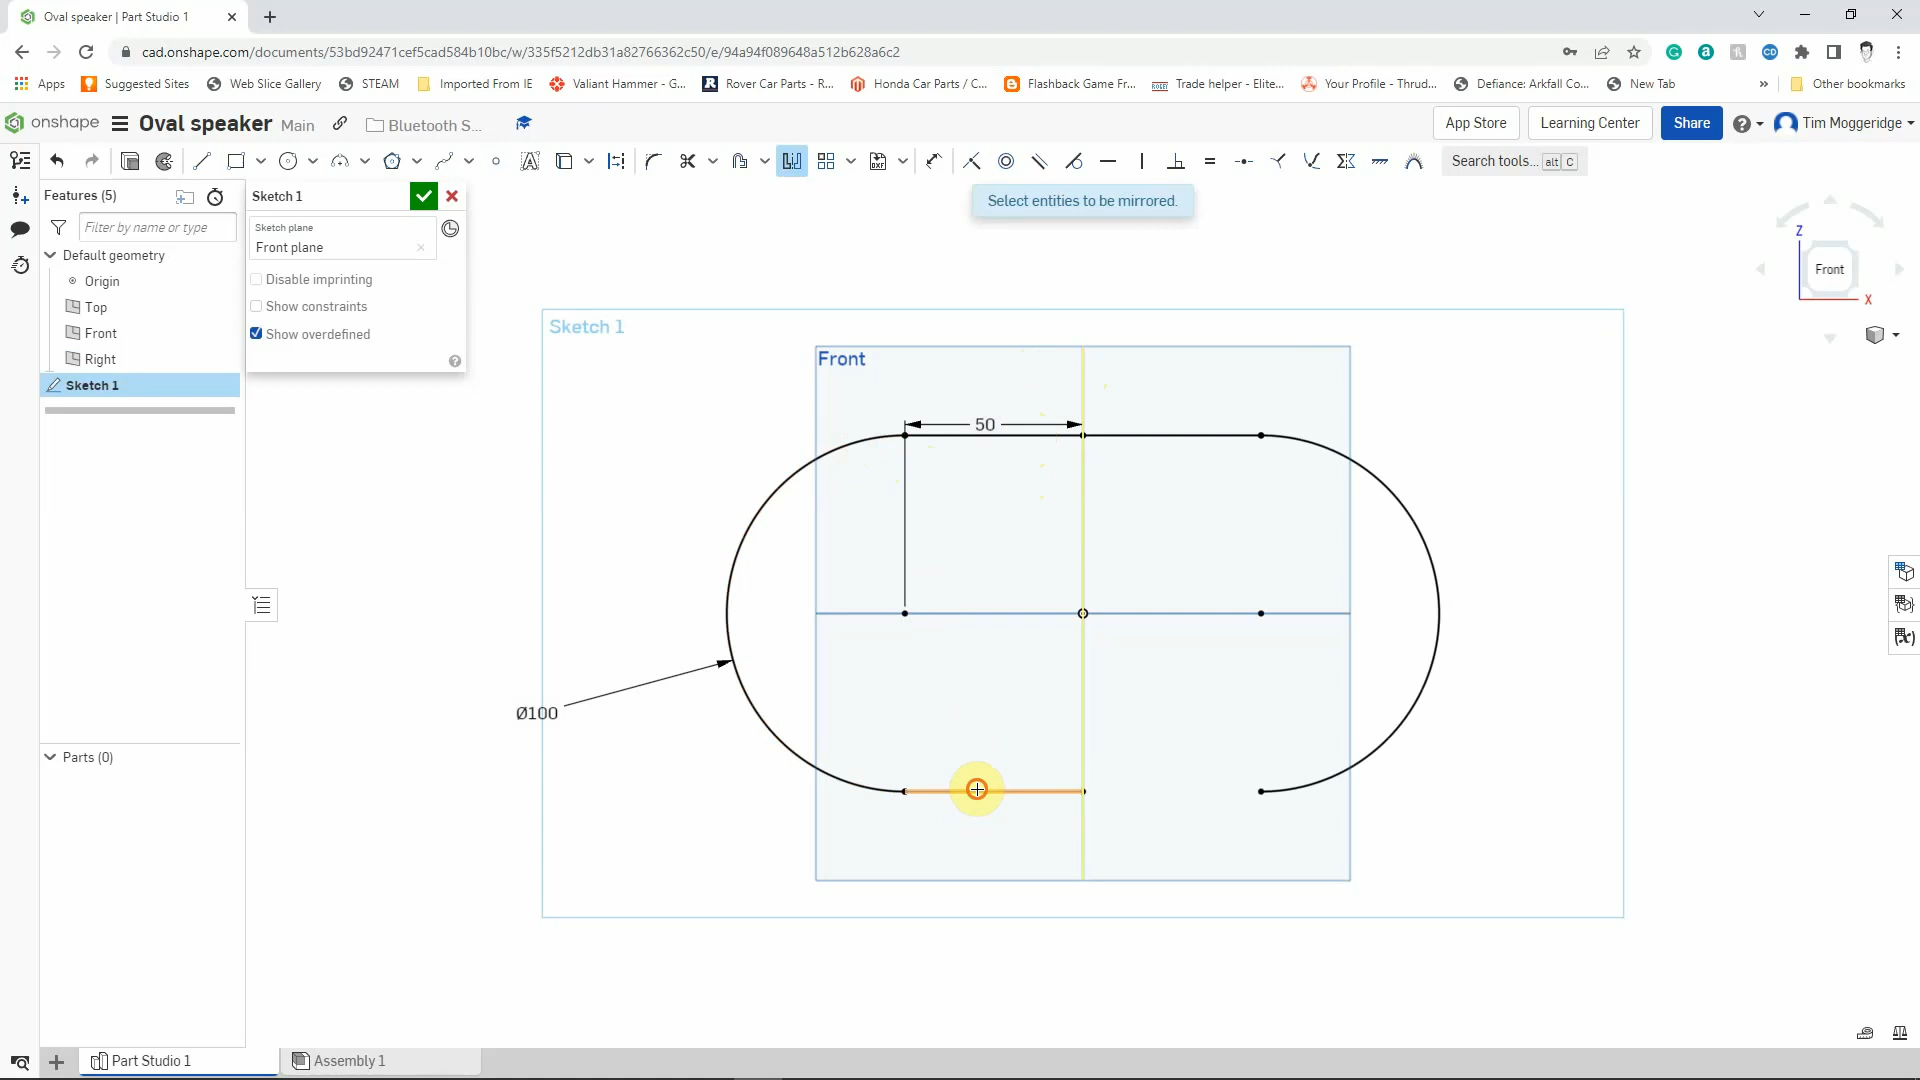 Oval speaker | Part Studio 1
cad.onshape.com/documents/53bd92471cef5cad584b10bc/w/335f5212db31a82766362c50/e/94a94f089648a512b628a6c2
Apps Suggested Sites Web Slice Gallery STEAM Imported From IE Valiant Hammer - G... Rover Car Parts - R... Honda Car Parts / C... Flashback Game Fr... Trade helper - Elite... Your Profile - Thrud... Defiance: Arkfall Co... New Tab » Other bookmarks
onshape Oval speaker Main Bluetooth S... App Store Learning Center Share Tim Moggeridge
Search tools... alt C
Features (5)
Sketch 1
Select entities to be mirrored.
Filter by name or type
Sketch plane
Front plane
Default geometry
Origin
Top
Front
Right
Sketch 1
Disable imprinting
Show constraints
Show overdefined
Z
Front
X
Sketch 1
Front
50
Ø100
Parts (0)
Part Studio 1
Assembly 1